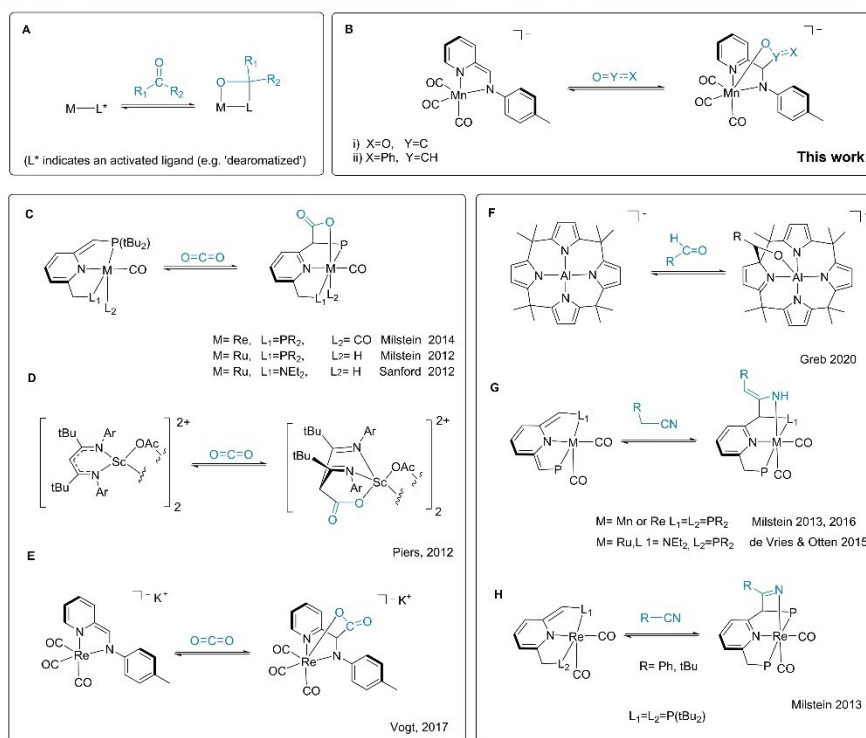 A
O
R1 R2
R1
O R2
M—L*
M L
(L* indicates an activated ligand (e.g. 'dearomatized')
B
N
CO
Mn N
OC
CO
−
O=Y=X
O
Y=X
N
CO
Mn N
OC
CO
−
i) X=O, Y=C
ii) X=Ph, Y=CH
This work
C
P(tBu2)
N M CO
L1
L2
O=C=O
O
O
P
N M CO
L1
L2
M= Re, L1=PR2, L2= CO Milstein 2014
M= Ru, L1=PR2, L2= H Milstein 2012
M= Ru, L1=NEt2, L2= H Sanford 2012
D
2+
tBu N Ar
OAc
Sc
tBu N
Ar
2
O=C=O
2+
tBu N Ar
tBu OAc
N Sc
Ar
O
O
2
Piers, 2012
E
−K+
N
OC
Re N
OC
CO
O=C=O
−K+
O
O
N
OC
Re N
OC
CO
Vogt, 2017
F
−
N
N Al N
N
H
O
R
R
O
N
N Al N
N
Greb 2020
G
L1
N M CO
P CO
R
CN
R
NH
L1
N M CO
P
CO
M= Mn or Re L1=L2=PR2 Milstein 2013, 2016
M= Ru,L 1= NEt2, L2=PR2 de Vries & Otten 2015
H
L1
N Re CO
L2 CO
R—CN
R= Ph, tBu
R
N
P
N Re CO
P CO
Milstein 2013
L1=L2=P(tBu2)